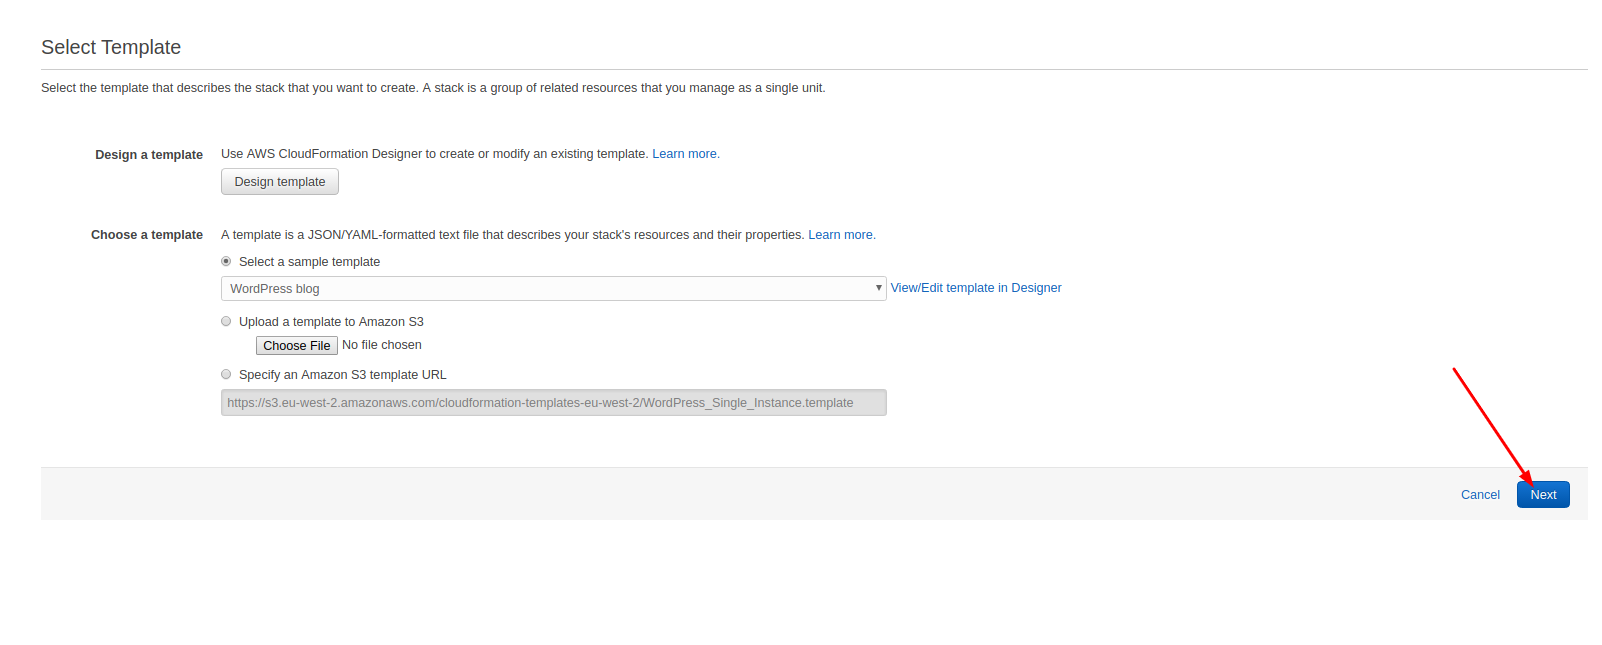 Select Template
Select the template that describes the stack that you want to create. A stack is a group of related resources that you manage as a single unit.
Design a template
Use AWS CloudFormation Designer to create or modify an existing template. Learn more.
Design template
Choose a template
A template is a JSON/YAML-formatted text file that describes your stack's resources and their properties. Learn more.
Select a sample template
WordPress blog
View/Edit template in Designer
Upload a template to Amazon S3
Choose File No file chosen
Specify an Amazon S3 template URL
https://s3.eu-west-2.amazonaws.com/cloudformation-templates-eu-west-2/WordPress_Single_Instance.template
Cancel
Next